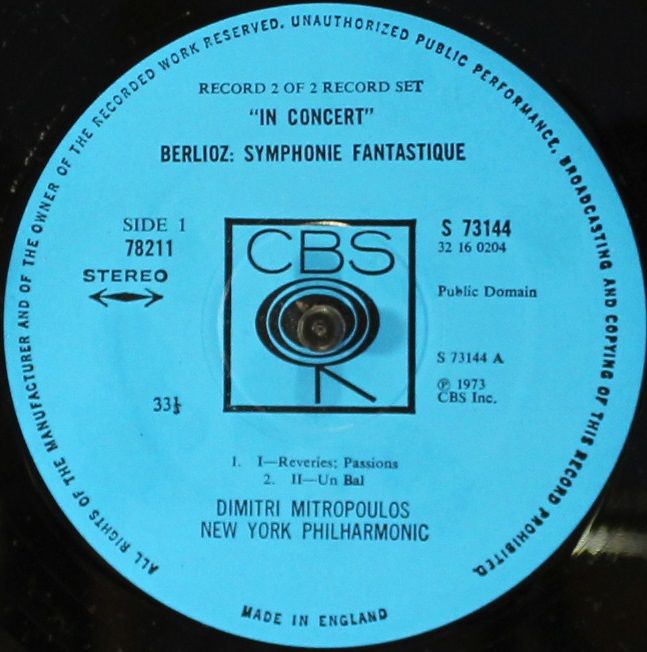 ALL RIGHTS OF THE MANUFACTURER AND OF THE OWNER OF THE RECORDED WORK RESERVED. UNAUTHORIZED PUBLIC PERFORMANCE, BROADCASTING AND COPYING OF THIS RECORD PROHIBITED.
RECORD 2 OF 2 RECORD SET
"IN CONCERT"
BERLIOZ: SYMPHONIE FANTASTIQUE
SIDE 1
78211
STEREO
33⅓
CBS
S 73144
32 16 0204
Public Domain
S 73144 A
℗ 1973
CBS Inc.
1. I—Reveries; Passions
2. II—Un Bal
DIMITRI MITROPOULOS
NEW YORK PHILHARMONIC
MADE IN ENGLAND